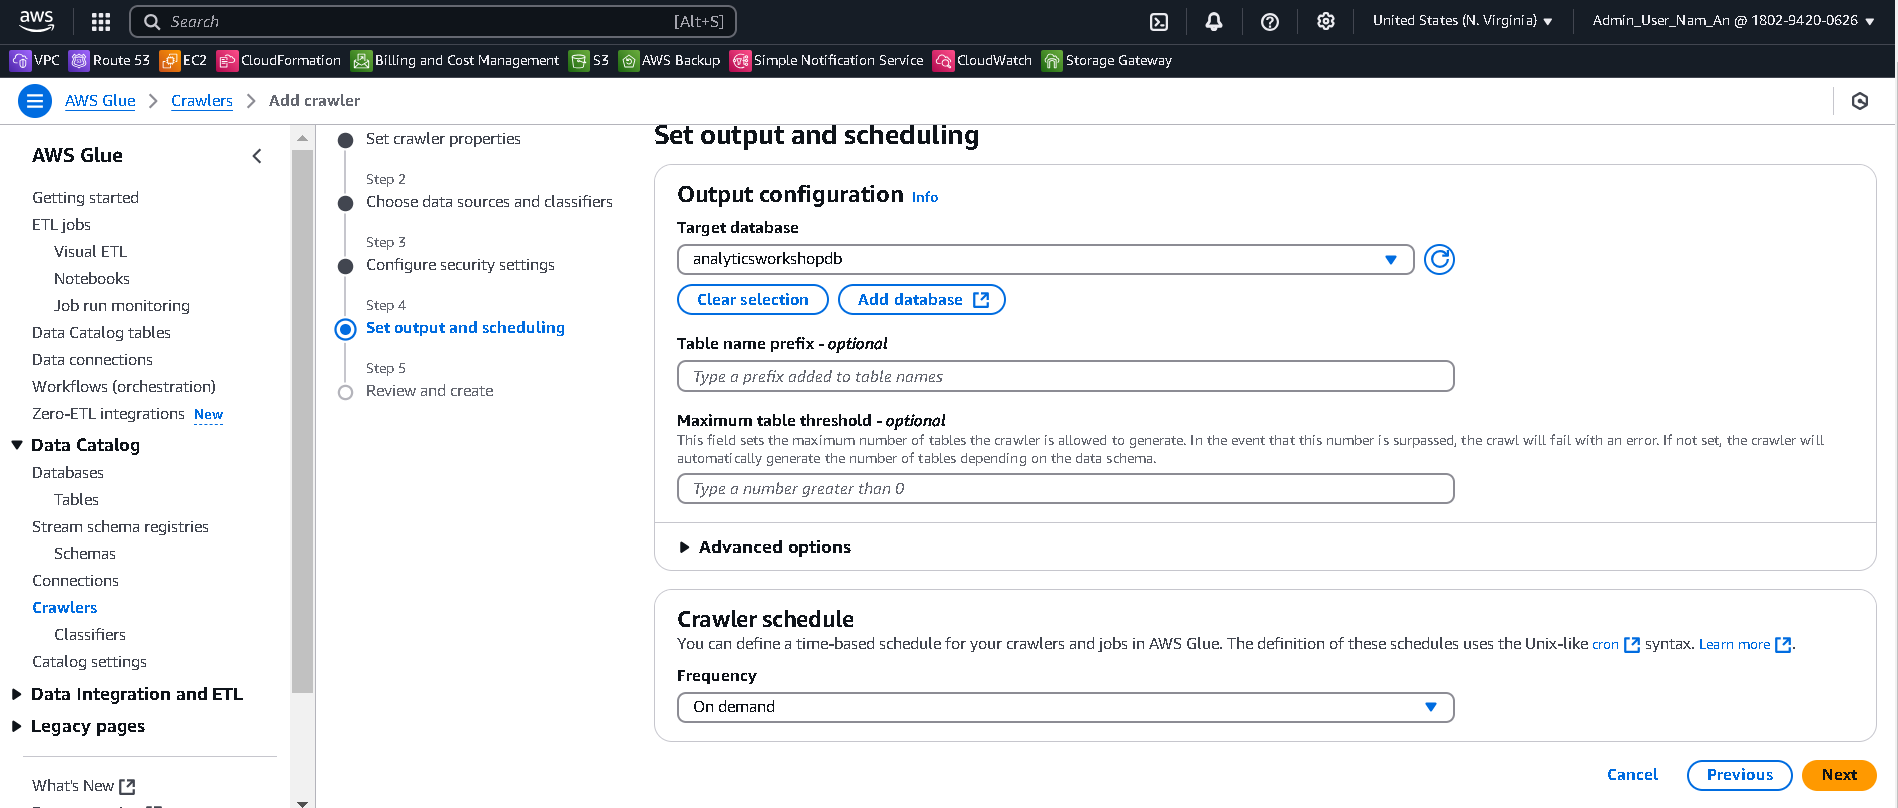 aws
Search [Alt+S]
United States (N. Virginia)
Admin_User_Nam_An @ 1802-9420-0626
VPC Route 53 EC2 CloudFormation Billing and Cost Management S3 AWS Backup Simple Notification Service CloudWatch Storage Gateway
AWS Glue > Crawlers > Add crawler
AWS Glue
Getting started
ETL jobs
Visual ETL
Notebooks
Job run monitoring
Data Catalog tables
Data connections
Workflows (orchestration)
Zero-ETL integrations New
Data Catalog
Databases
Tables
Stream schema registries
Schemas
Connections
Crawlers
Classifiers
Catalog settings
Data Integration and ETL
Legacy pages
What's New
Set crawler properties
Step 2
Choose data sources and classifiers
Step 3
Configure security settings
Step 4
Set output and scheduling
Step 5
Review and create
Set output and scheduling
Output configuration Info
Target database
analyticsworkshopdb
Clear selection
Add database
Table name prefix - optional
Type a prefix added to table names
Maximum table threshold - optional
This field sets the maximum number of tables the crawler is allowed to generate. In the event that this number is surpassed, the crawl will fail with an error. If not set, the crawler will
automatically generate the number of tables depending on the data schema.
Type a number greater than 0
Advanced options
Crawler schedule
You can define a time-based schedule for your crawlers and jobs in AWS Glue. The definition of these schedules uses the Unix-like cron syntax. Learn more.
Frequency
On demand
Cancel
Previous
Next